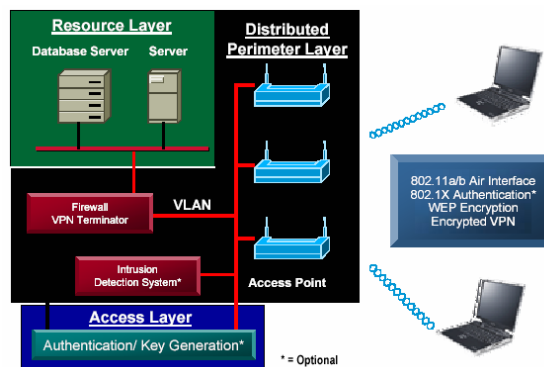 Resource Layer
Database Server
Server
Distributed
Perimeter Layer
Firewall
VPN Terminator
VLAN
Intrusion
Detection System*
Access Point
Access Layer
Authentication/ Key Generation*
* = Optional
802.11a/b Air Interface
802.1X Authentication*
WEP Encryption
Encrypted VPN